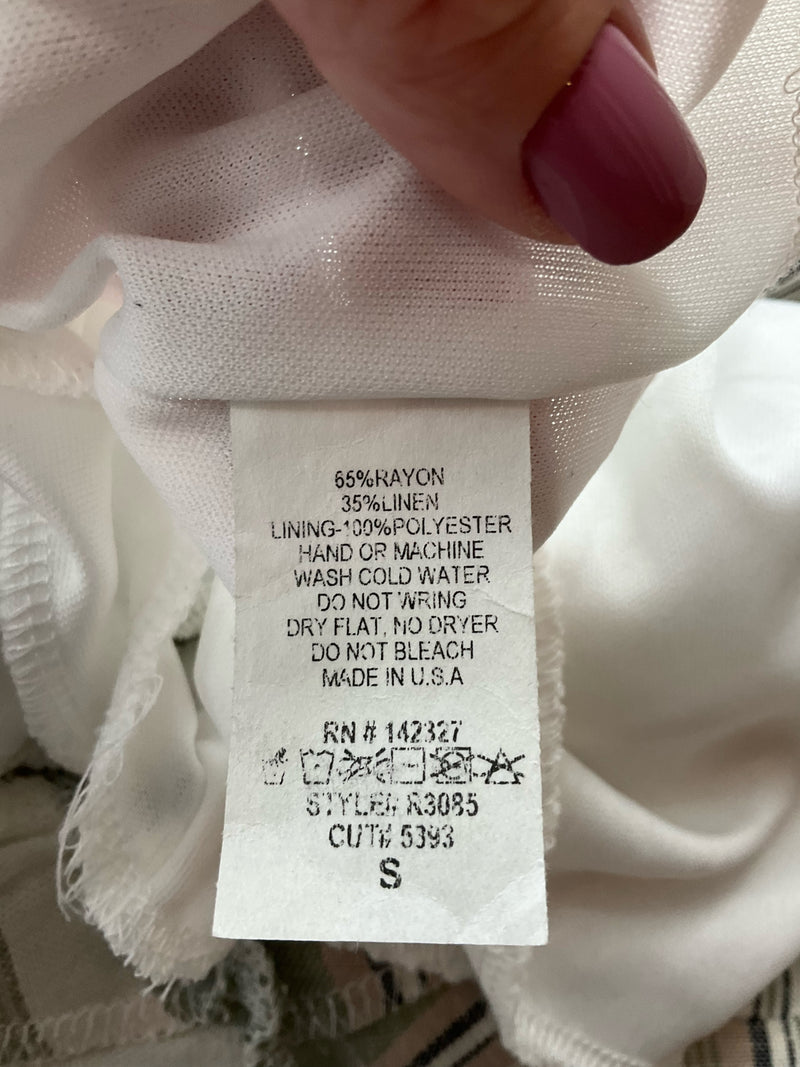 65%RAYON
35%LINEN
LINING-100%POLYESTER
HAND OR MACHINE
WASH COLD WATER
DO NOT WRING
DRY FLAT, NO DRYER
DO NOT BLEACH
MADE IN U.S.A
RN # 142327
STYLE# R3085
CUT# 5393
S